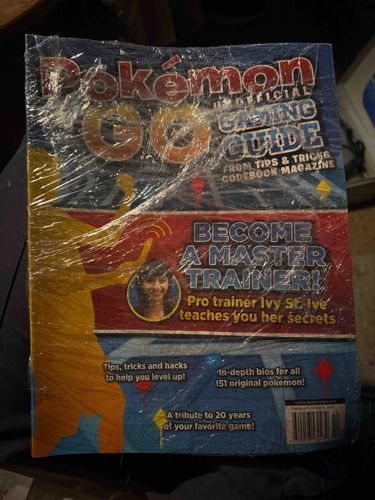 Pokémon
GO
UNOFFICIAL
GAMING
GUIDE
FROM TIPS & TRICKS
CODEBOOK MAGAZINE
BECOME
A MASTER
TRAINER!
Pro trainer Ivy St. Ive
teaches you her secrets
Tips, tricks and hacks
to help you level up!
In-depth bios for all
151 original pokémon!
A tribute to 20 years
of your favorite game!